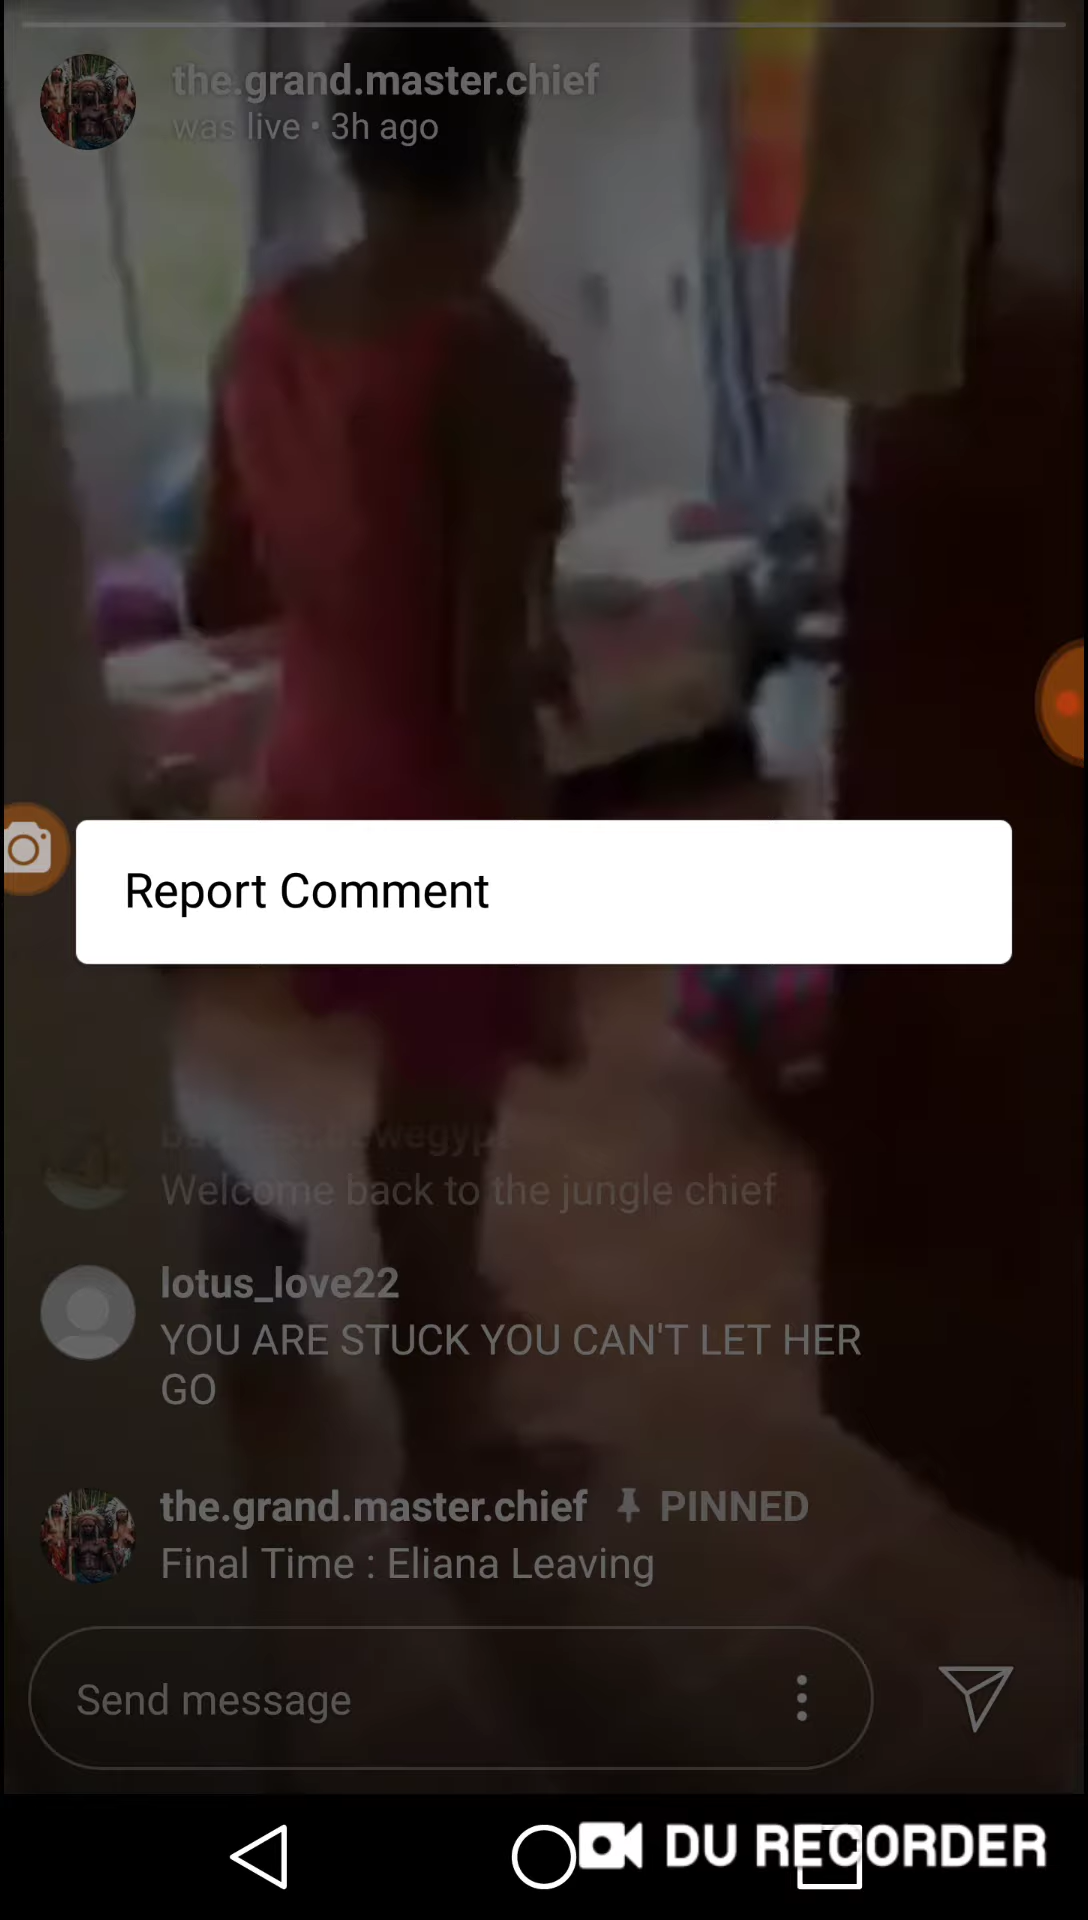 the.grand.master.chief
was live • 3h ago
Report Comment
Welcome back to the jungle chief
lotus_love22
YOU ARE STUCK YOU CAN'T LET HER
GO
the.grand.master.chief PINNED
Final Time : Eliana Leaving
Send message
DU RECORDER